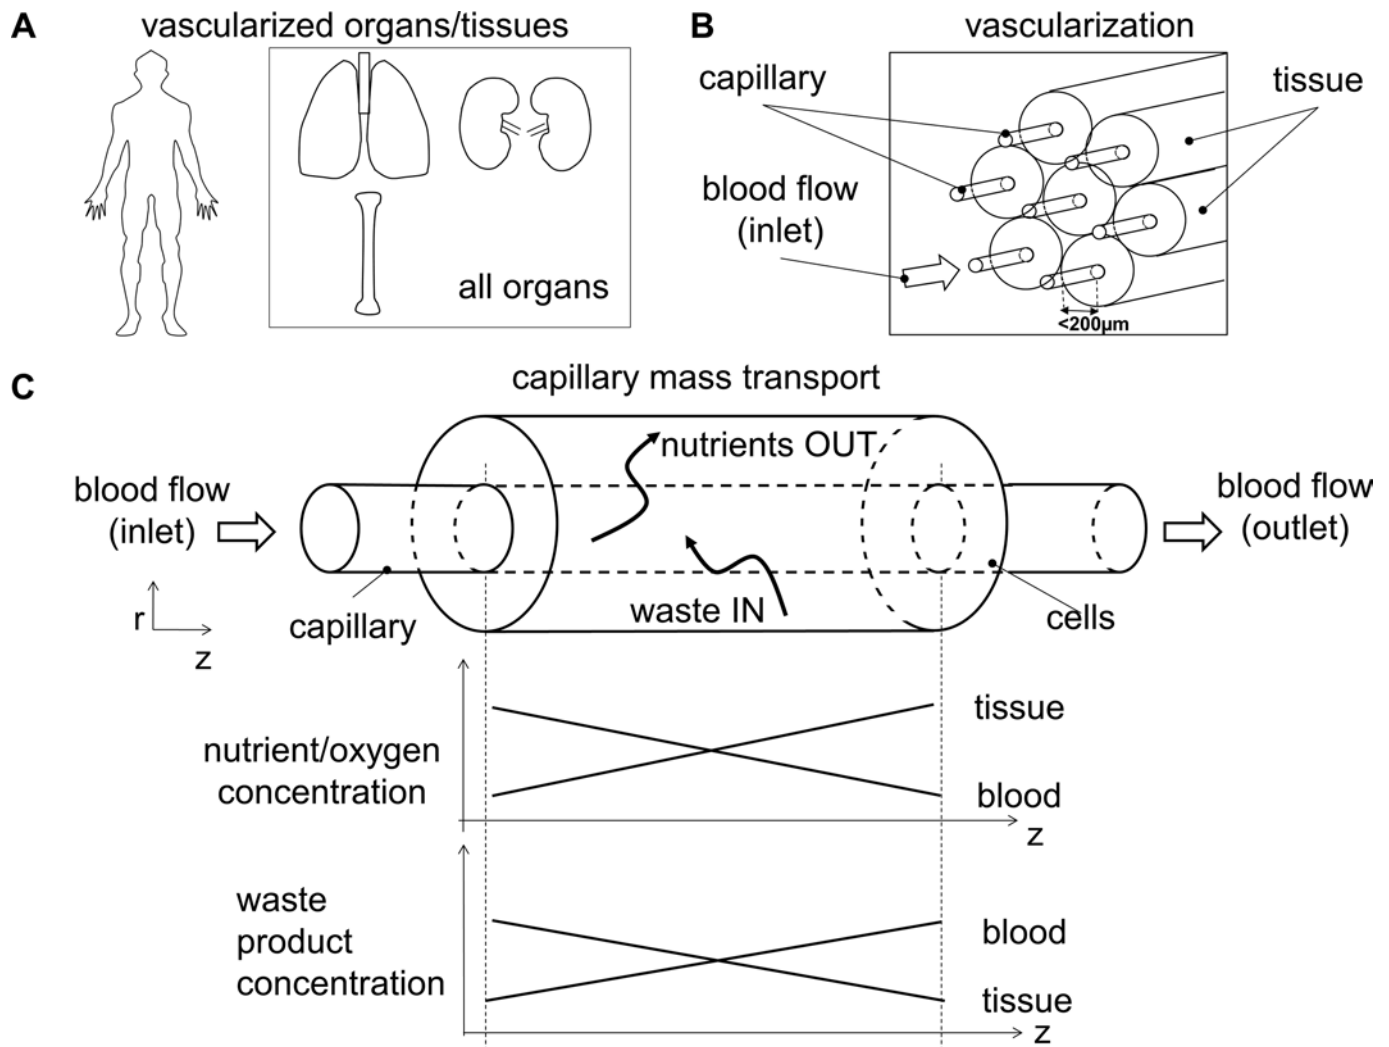 A
vascularized organs/tissues
all organs
B
vascularization
capillary
tissue
blood flow
(inlet)
<200μm
C
capillary mass transport
nutrients OUT
blood flow
(inlet)
blood flow
(outlet)
waste IN
capillary
cells
r
z
nutrient/oxygen
concentration
tissue
blood
z
waste
product
concentration
blood
tissue
z